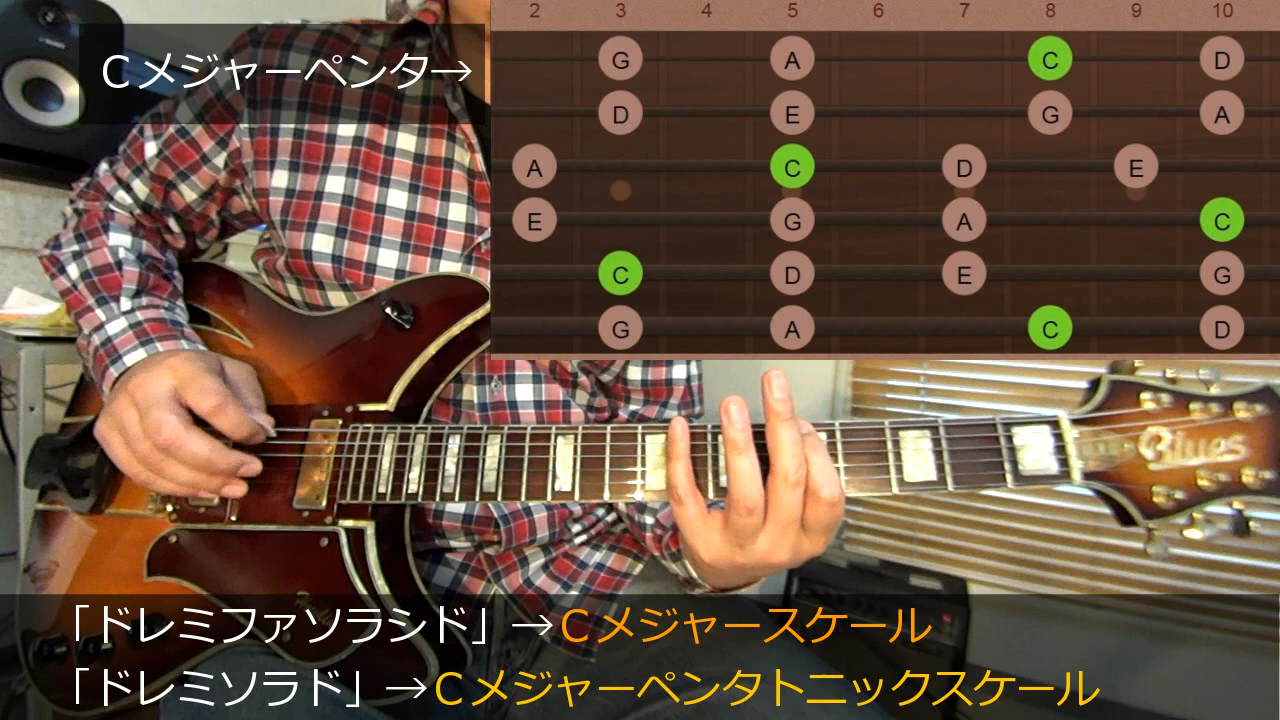 Ｃメジャーペンタ→
2 3 4 5 6 7 8 9 10
G A C D
D E G A
A C D E
E G A C
C D E G
G A C D
Blues
「ドレミファソラシド」→Ｃメジャースケール
「ドレミソラド」→Ｃメジャーペンタトニックスケール